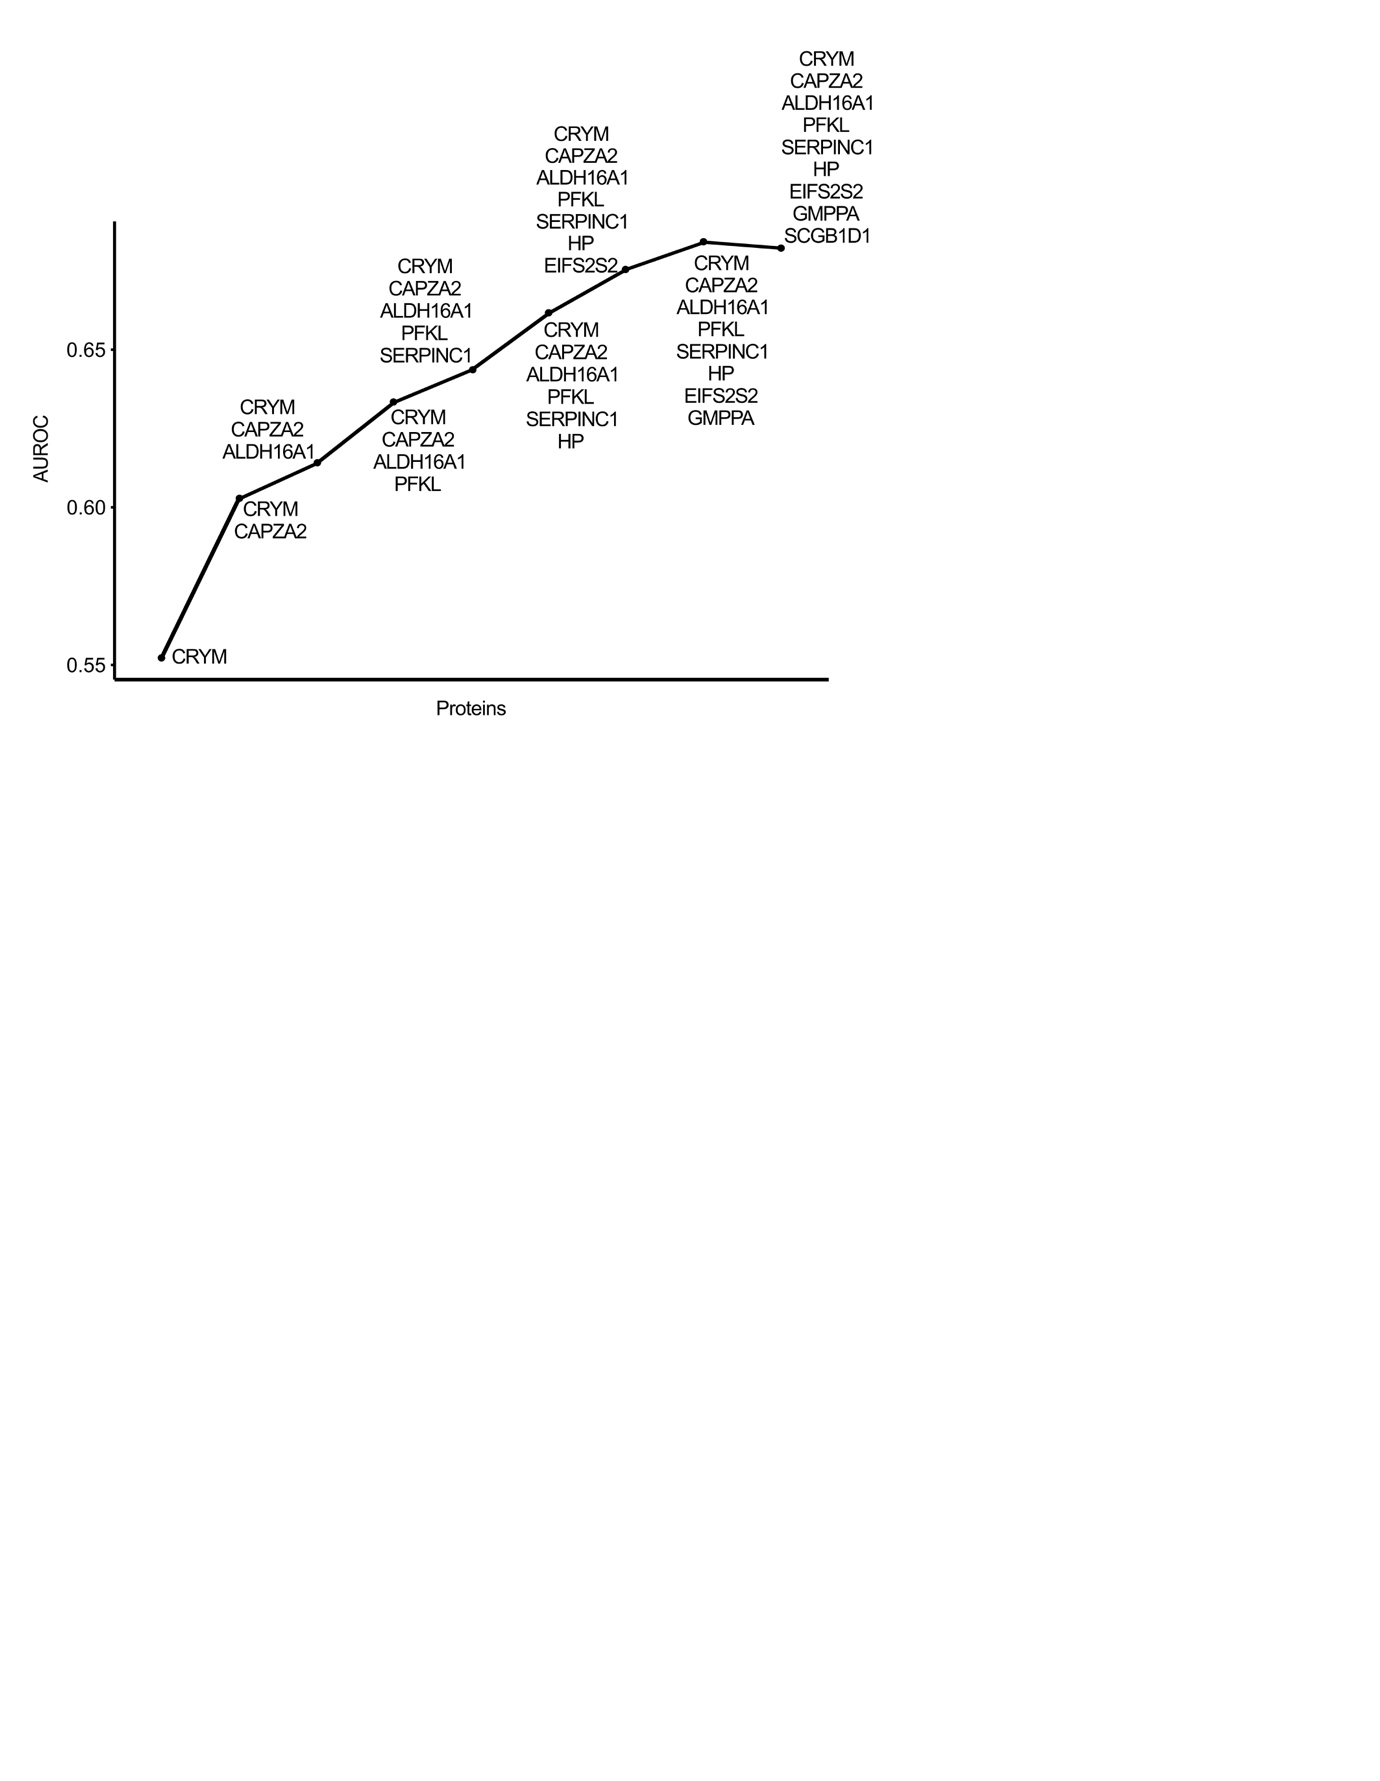 CRYM
CAPZA2
ALDH16A1
PFKL
SERPINC1
HP
EIFS2S2
GMPPA
SCGB1D1
CRYM
CAPZA2
ALDH16A1
PFKL
SERPINC1
HP
EIFS2S2
CRYM
CAPZA2
ALDH16A1
PFKL
SERPINC1
CRYM
CAPZA2
ALDH16A1
PFKL
SERPINC1
HP
EIFS2S2
GMPPA
CRYM
CAPZA2
ALDH16A1
PFKL
SERPINC1
HP
CRYM
CAPZA2
ALDH16A1
CRYM
CAPZA2
ALDH16A1
PFKL
CRYM
CAPZA2
CRYM
0.65
0.60
0.55
AUROC
Proteins